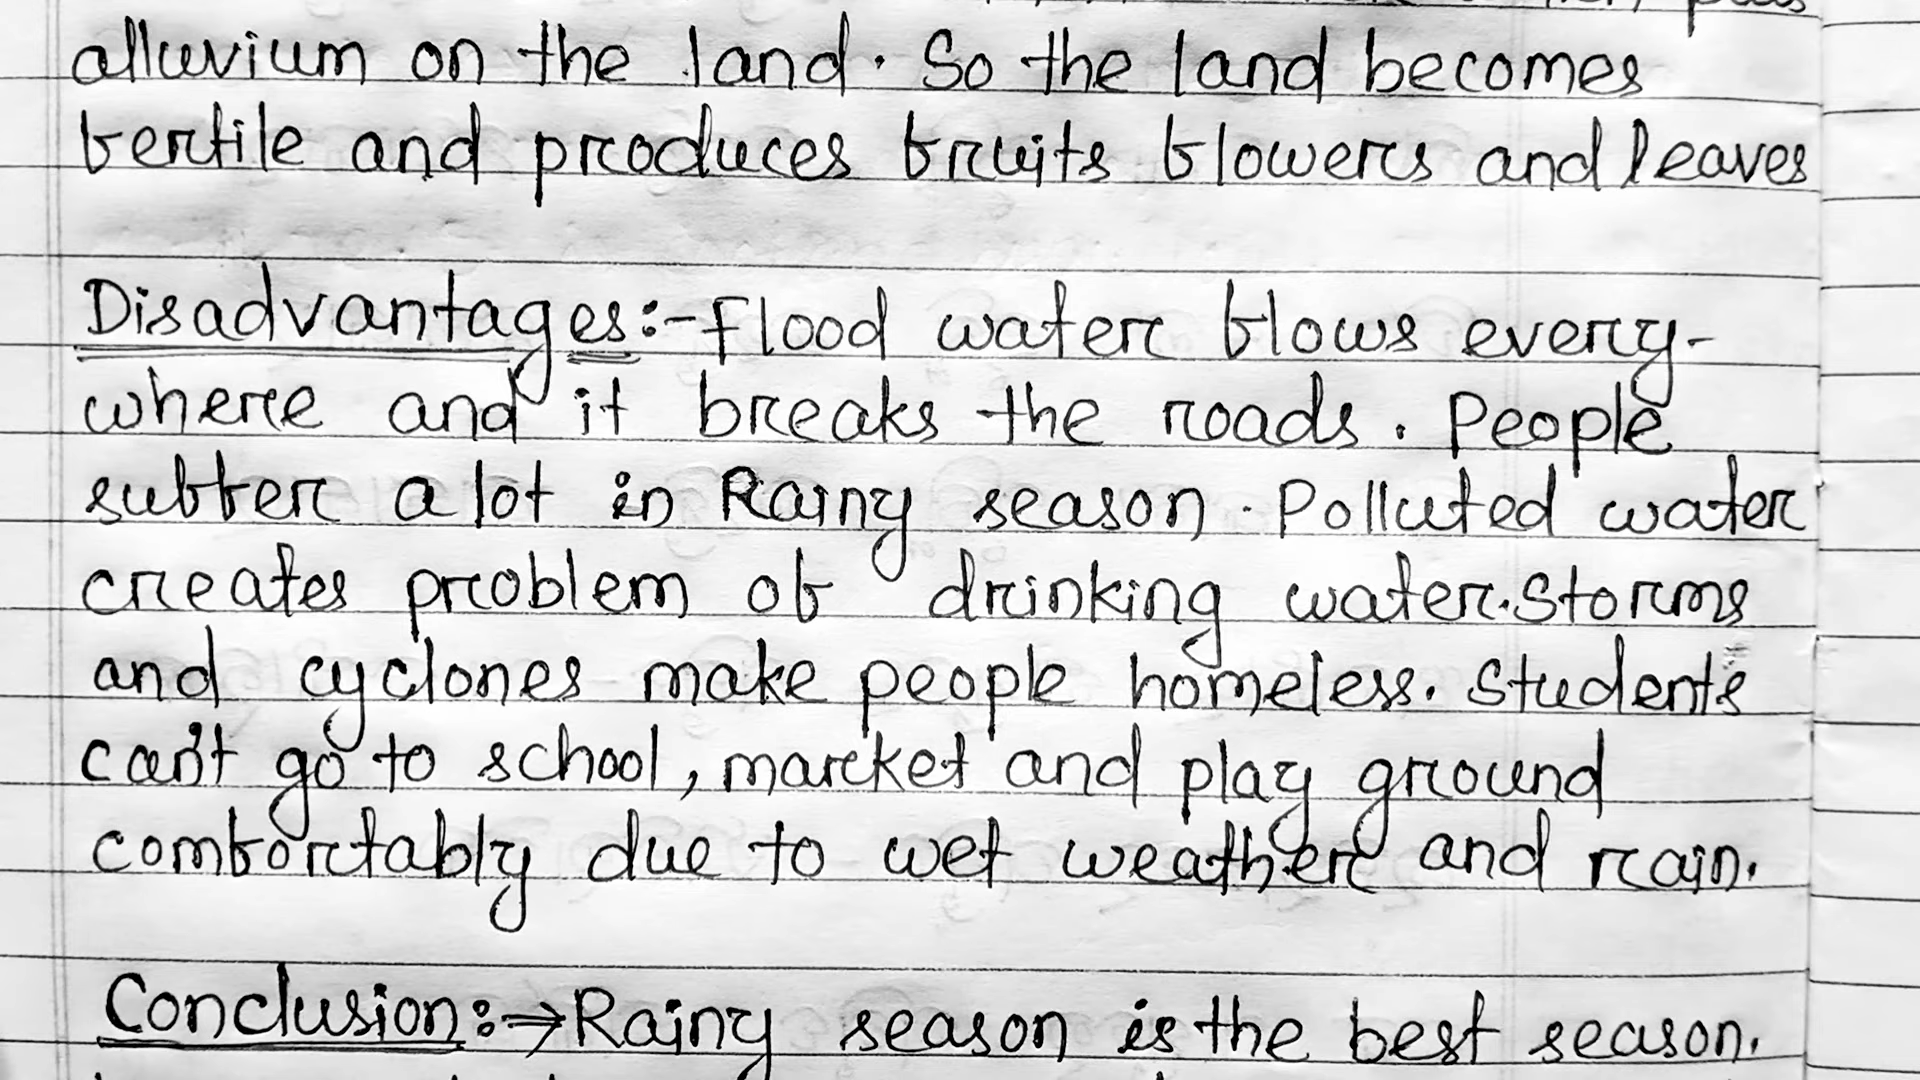 alluvium on the land. So the land becomes
fertile and produces fruits flowers and leaves
Disadvantages:- Flood water flows every-
where and it breaks the roads. People
suffer a lot in Rainy season. Polluted water
creates problem of drinking water. Storms
and cyclones make people homeless. Students
can't go to school, market and play ground
comfortably due to wet weather and rain.
Conclusion:⇒ Rainy season is the best season.